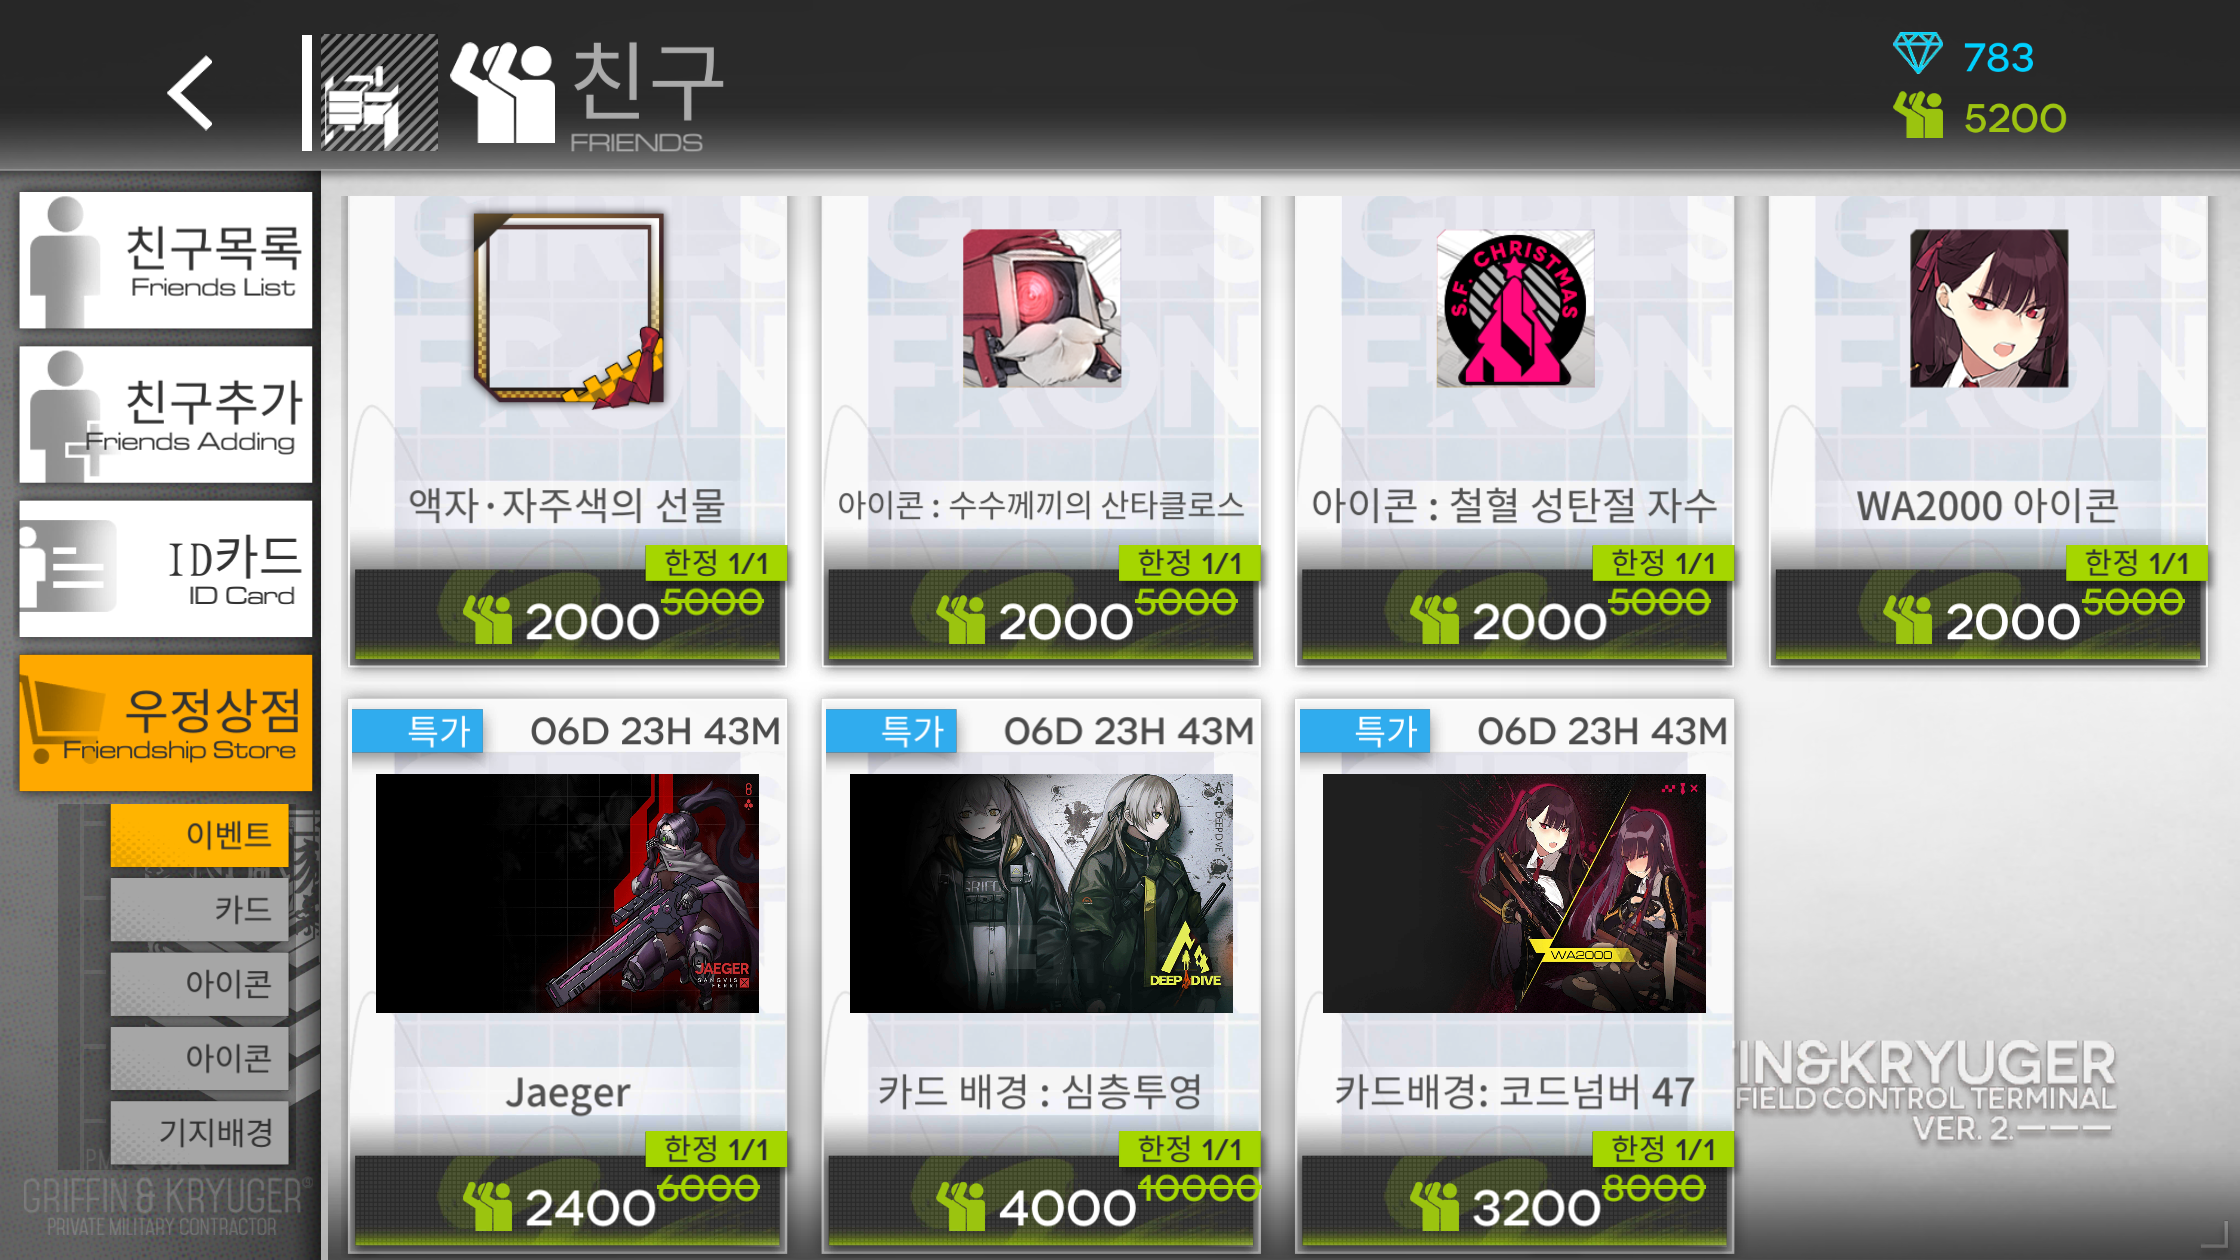 친구
FRIENDS
783
5200
친구목록
Friends List
친구추가
Friends Adding
ID카드
ID Card
우정상점
Friendship Store
이벤트
카드
아이콘
아이콘
기지배경
GRIFFIN & KRYUGER
PRIVATE MILITARY CONTRACTOR
액자·자주색의 선물
한정 1/1
2000 5000
S.F. CHRISTMAS
아이콘 : 수수께끼의 산타클로스
한정 1/1
2000 5000
아이콘 : 철혈 성탄절 자수
한정 1/1
2000 5000
WA2000 아이콘
한정 1/1
2000 5000
특가 06D 23H 43M
8
JAEGER
SANGVIS
FERRI
Jaeger
한정 1/1
2400 6000
특가 06D 23H 43M
A
DEEPDVE
GRIFF
DEEP DIVE
카드 배경 : 심층투영
한정 1/1
4000 10000
특가 06D 23H 43M
WA2000
카드배경: 코드넘버 47
한정 1/1
3200 8000
IN&KRYUGER
FIELD CONTROL TERMINAL
VER. 2.———